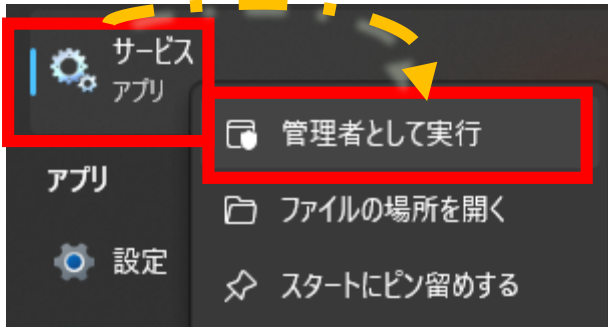 サービス
アプリ
管理者として実行
アプリ
ファイルの場所を開く
設定
スタートにピン留めする